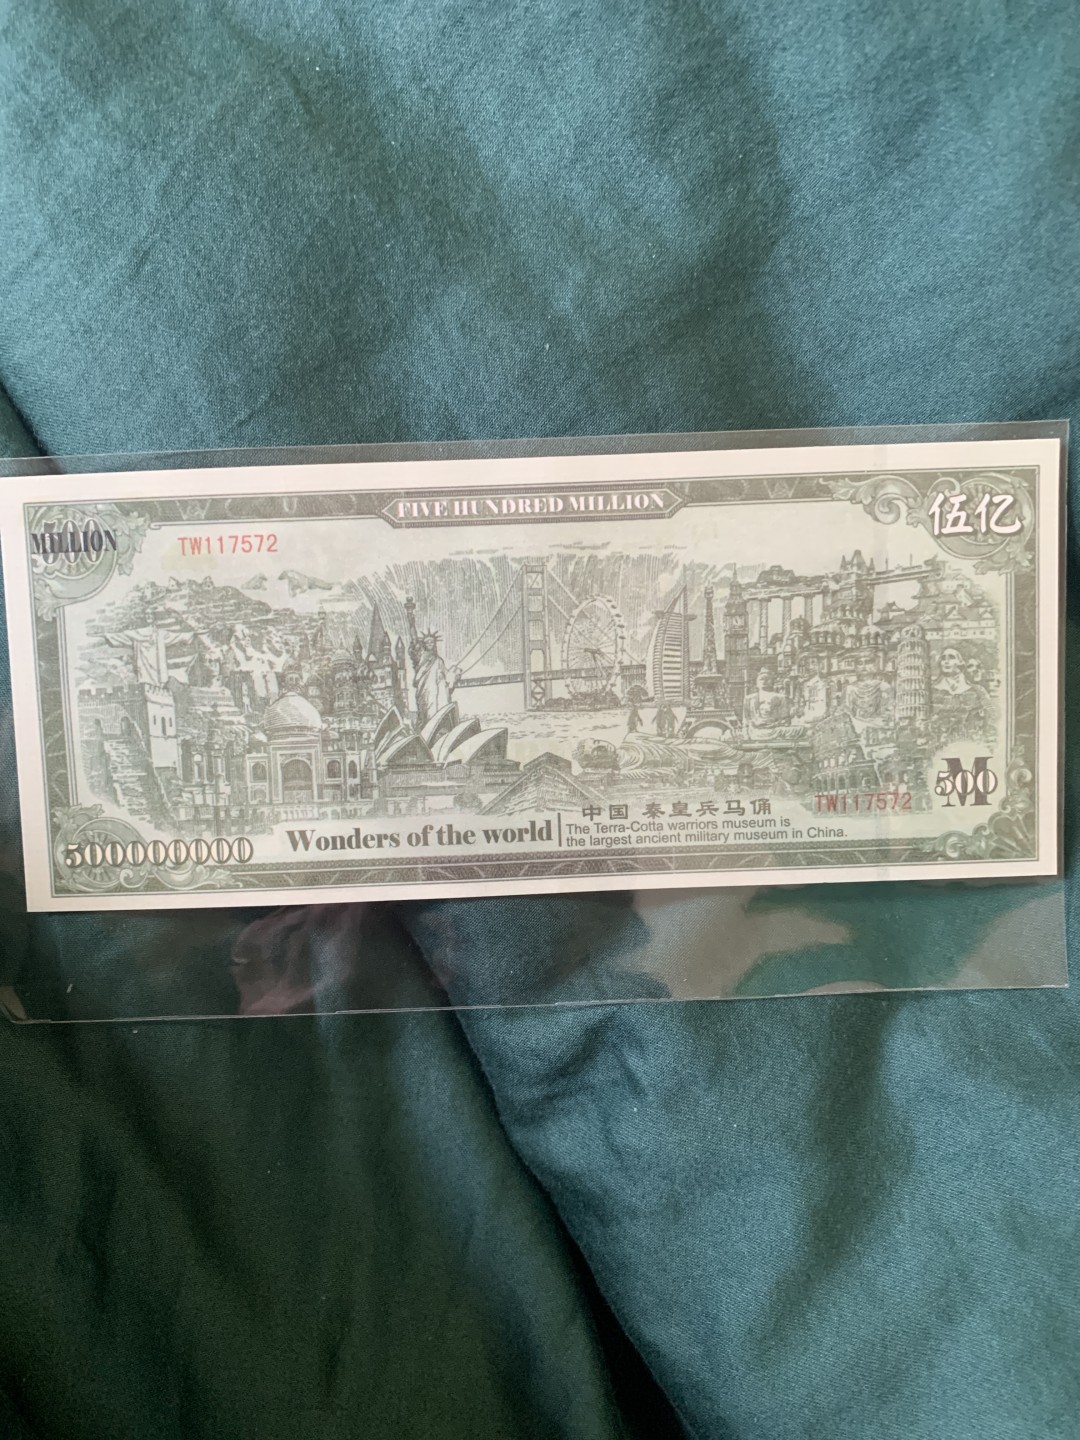 FIVE HUNDRED MILLION
500
MILLION
TW117572
伍亿
500
M
TW117572
中国 秦皇兵马俑
Wonders of the world
The Terra-Cotta warriors museum is
the largest ancient military museum in China.
500000000